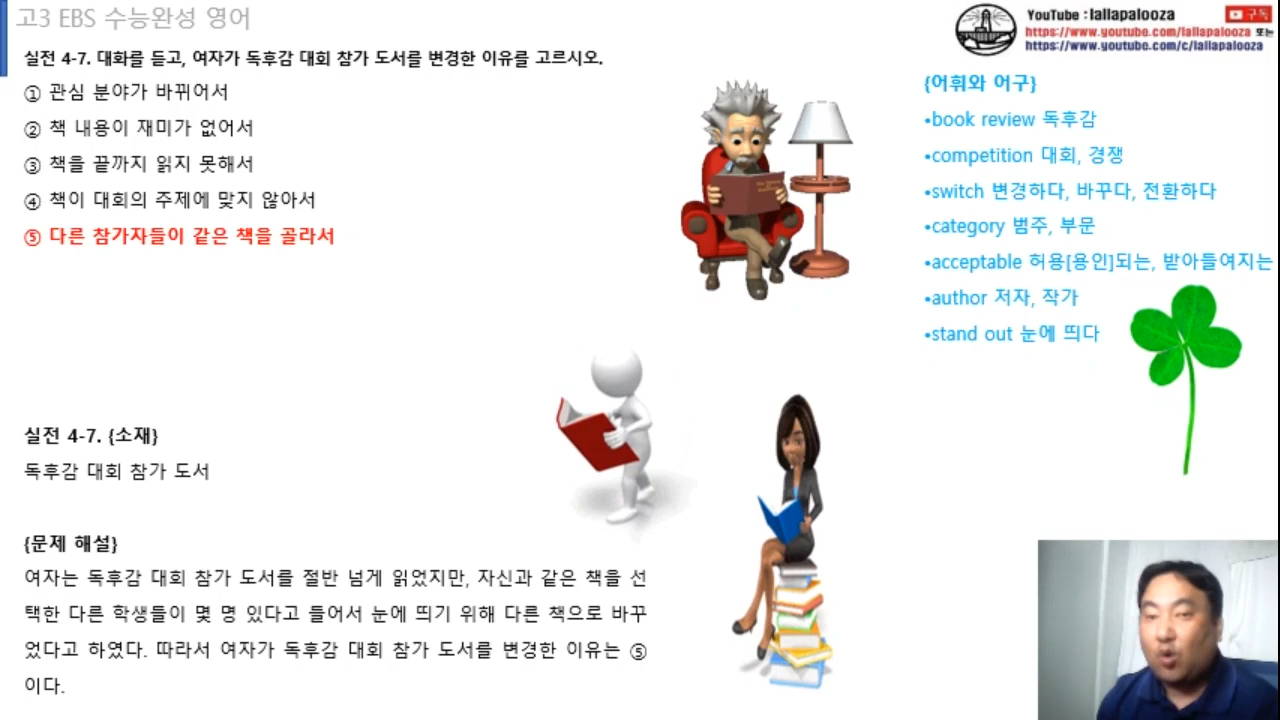 고3 EBS 수능완성 영어
YouTube : lallapalooza
구독
https://www.youtube.com/lallapalooza 또는
https://www.youtube.com/c/lallapalooza
실전 4-7. 대화를 듣고, 여자가 독후감 대회 참가 도서를 변경한 이유를 고르시오.
① 관심 분야가 바뀌어서
② 책 내용이 재미가 없어서
③ 책을 끝까지 읽지 못해서
④ 책이 대회의 주제에 맞지 않아서
⑤ 다른 참가자들이 같은 책을 골라서
{어휘와 어구}
•book review 독후감
•competition 대회, 경쟁
•switch 변경하다, 바꾸다, 전환하다
•category 범주, 부문
•acceptable 허용[용인]되는, 받아들여지는
•author 저자, 작가
•stand out 눈에 띄다
실전 4-7. {소재}
독후감 대회 참가 도서
{문제 해설}
여자는 독후감 대회 참가 도서를 절반 넘게 읽었지만, 자신과 같은 책을 선
택한 다른 학생들이 몇 명 있다고 들어서 눈에 띄기 위해 다른 책으로 바꾸
었다고 하였다. 따라서 여자가 독후감 대회 참가 도서를 변경한 이유는 ⑤
이다.